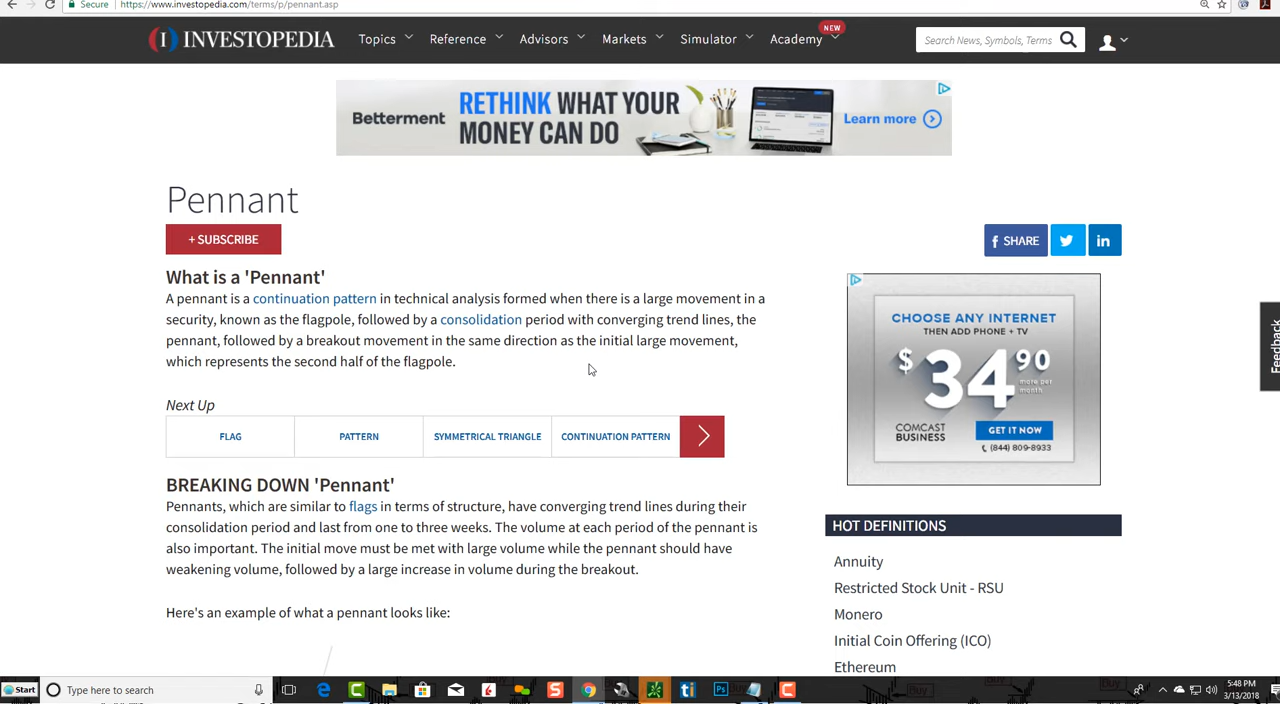 Secure
https://www.investopedia.com/terms/p/pennant.asp
INVESTOPEDIA
Topics
Reference
Advisors
Markets
Simulator
Academy
NEW
Search News, Symbols, Terms
Betterment
RETHINK WHAT YOUR
MONEY CAN DO
Learn more
Pennant
+ SUBSCRIBE
SHARE
What is a 'Pennant'
A pennant is a continuation pattern in technical analysis formed when there is a large movement in a
security, known as the flagpole, followed by a consolidation period with converging trend lines, the
pennant, followed by a breakout movement in the same direction as the initial large movement,
which represents the second half of the flagpole.
Next Up
FLAG
PATTERN
SYMMETRICAL TRIANGLE
CONTINUATION PATTERN
BREAKING DOWN 'Pennant'
Pennants, which are similar to flags in terms of structure, have converging trend lines during their
consolidation period and last from one to three weeks. The volume at each period of the pennant is
also important. The initial move must be met with large volume while the pennant should have
weakening volume, followed by a large increase in volume during the breakout.
Here's an example of what a pennant looks like:
CHOOSE ANY INTERNET
THEN ADD PHONE + TV
$34.90
more per
month
COMCAST
BUSINESS
GET IT NOW
(844) 809-8933
Feedback
HOT DEFINITIONS
Annuity
Restricted Stock Unit - RSU
Monero
Initial Coin Offering (ICO)
Ethereum
Start
Type here to search
5:48 PM
3/13/2018